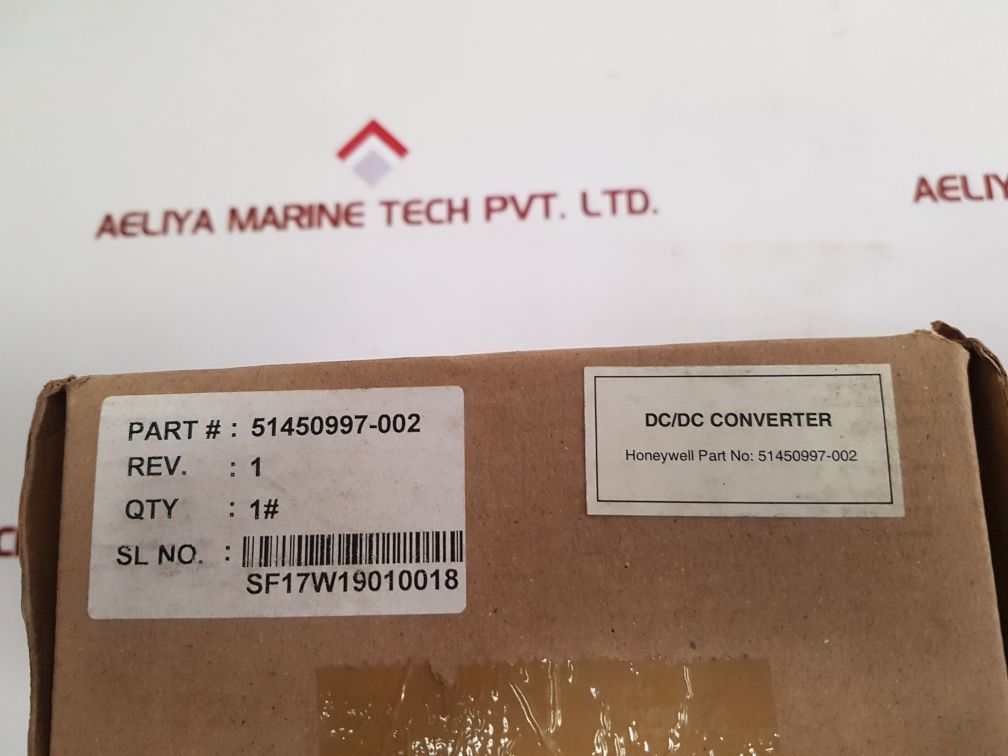 AELIYA MARINE TECH PVT. LTD.
AELIY
PART # : 51450997-002
REV. : 1
QTY : 1#
SL NO. :
SF17W19010018
DC/DC CONVERTER
Honeywell Part No: 51450997-002